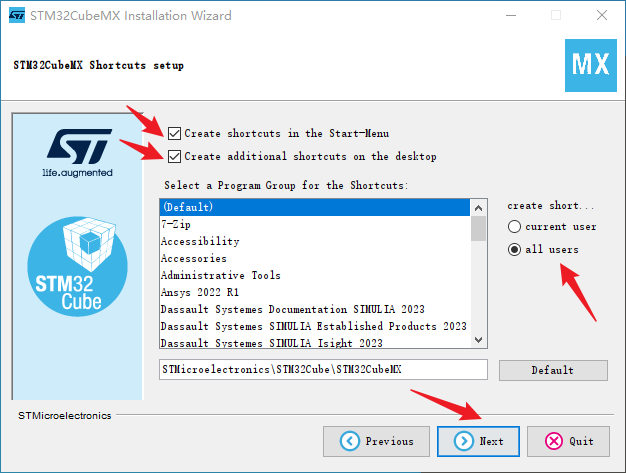 STM32CubeMX Installation Wizard
STM32CubeMX Shortcuts setup
MX
ST
life.augmented
STM32
Cube
Create shortcuts in the Start-Menu
Create additional shortcuts on the desktop
Select a Program Group for the Shortcuts:
(Default)
7-Zip
Accessibility
Accessories
Administrative Tools
Ansys 2022 R1
Dassault Systemes Documentation SIMULIA 2023
Dassault Systemes SIMULIA Established Products 2023
Dassault Systemes SIMULIA Isight 2023
create short...
current user
all users
STMicroelectronics\STM32Cube\STM32CubeMX
Default
STMicroelectronics
Previous
Next
Quit